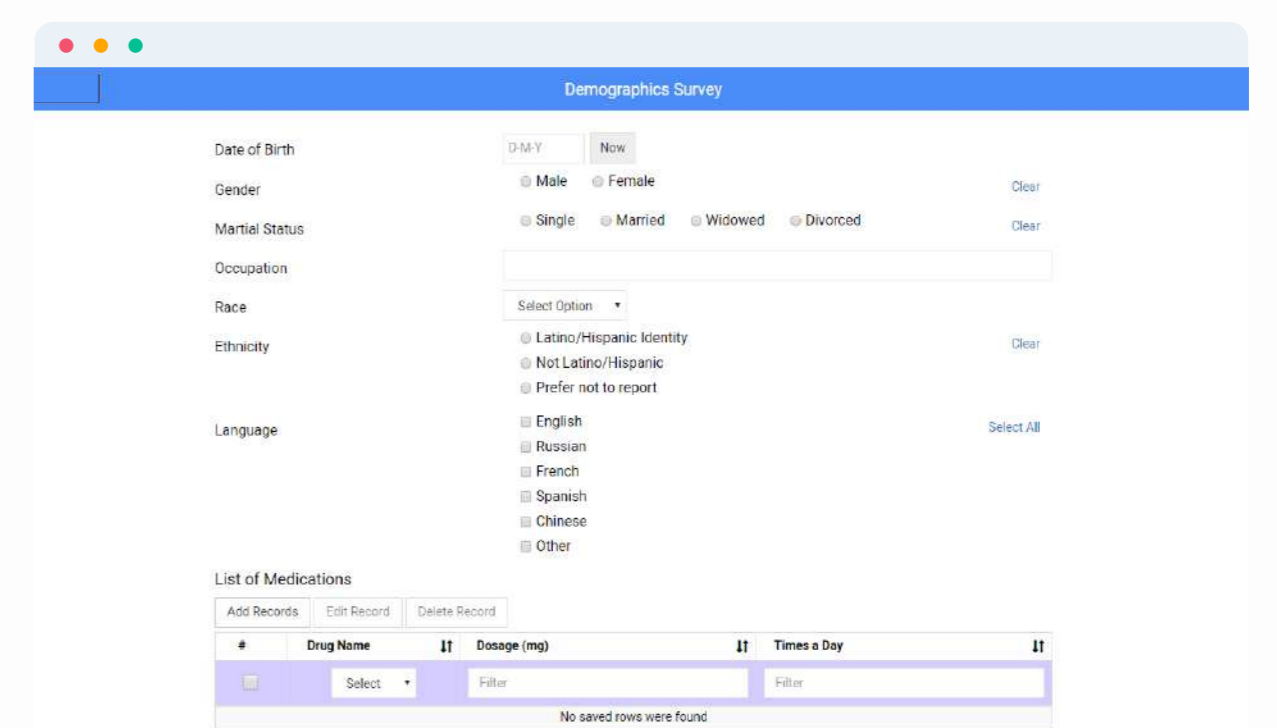 Demographics Survey
Date of Birth D-M-Y Now
Gender Male Female Clear
Martial Status Single Married Widowed Divorced Clear
Occupation
Race Select Option
Ethnicity Latino/Hispanic Identity Clear
Not Latino/Hispanic
Prefer not to report
Language English Select All
Russian
French
Spanish
Chinese
Other
List of Medications
Add Records Edit Record Delete Record
# Drug Name Dosage (mg) Times a Day
Select Filter Filter
No saved rows were found